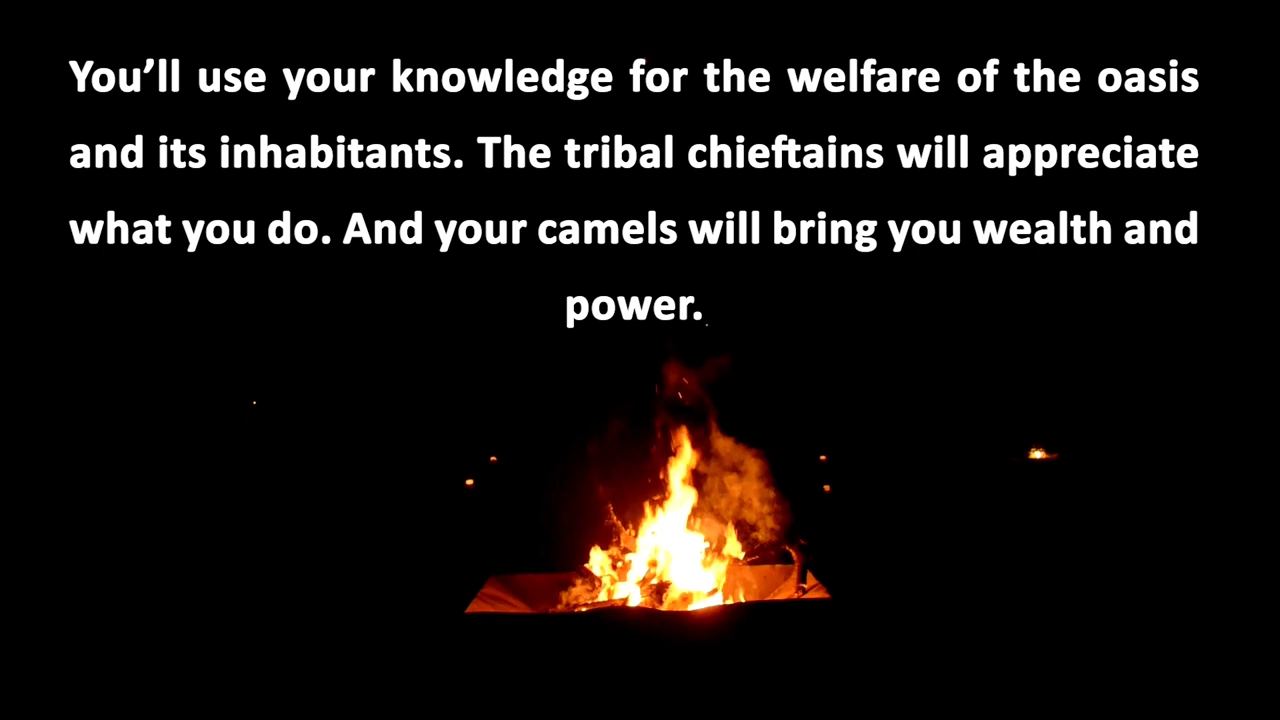 You’ll use your knowledge for the welfare of the oasis
and its inhabitants. The tribal chieftains will appreciate
what you do. And your camels will bring you wealth and
power.